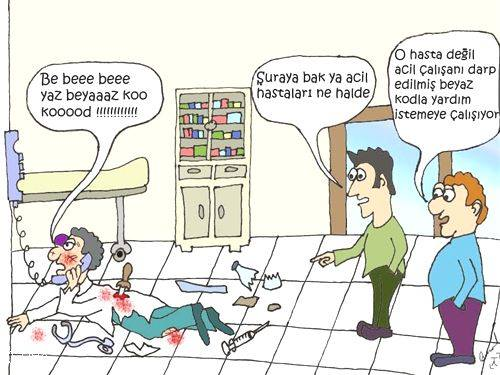 Be beee beee
yaz beyaaaz koo
kooood !!!!!!!!!!!!
Şuraya bak ya acil
hastaları ne halde
O hasta değil
acil çalışanı darp
edilmiş beyaz
kodla yardım
istemeye çalışıyor